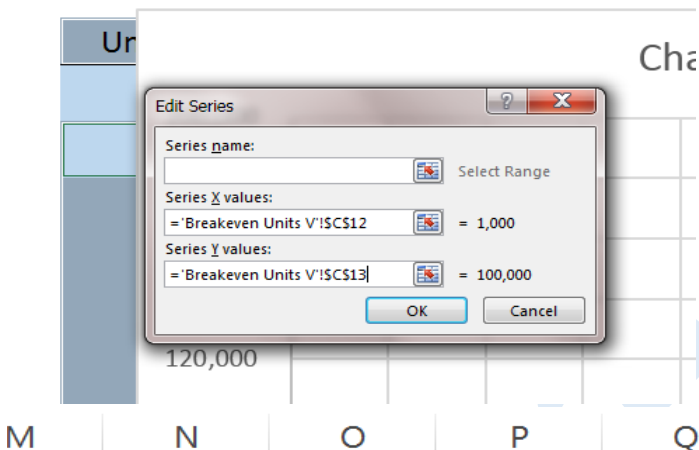 Ur
Cha
Edit Series
?
X
Series name:
Select Range
Series X values:
='Breakeven Units V'!$C$12
= 1,000
Series Y values:
='Breakeven Units V'!$C$13
= 100,000
OK
Cancel
120,000
M N O P Q